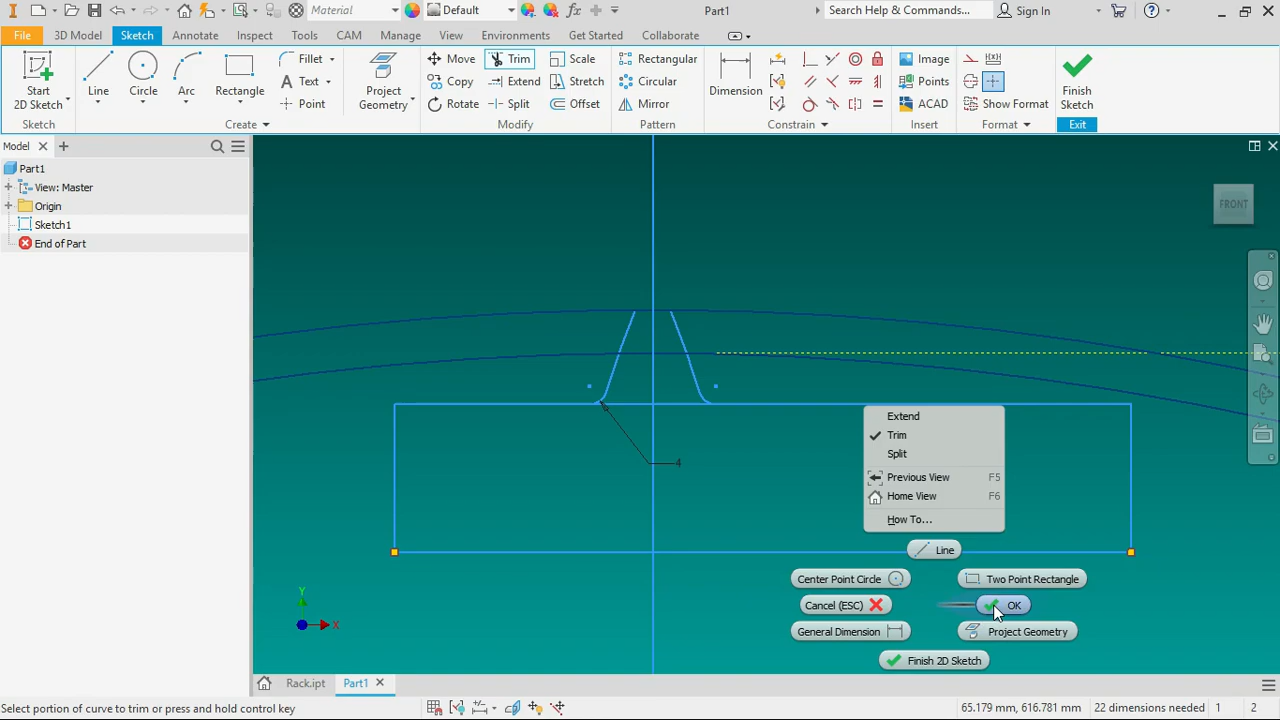 Material Default fx Part1 Search Help & Commands... Sign In
File 3D Model Sketch Annotate Inspect Tools CAM Manage View Environments Get Started Collaborate
Start 2D Sketch Line Circle Arc Rectangle Fillet Text Point Project Geometry
Move Trim Scale Copy Extend Stretch Rotate Split Offset
Rectangular Circular Mirror Dimension Image Points ACAD Show Format Finish Sketch
Sketch Create Modify Pattern Constrain Insert Format Exit
Model
Part1
View: Master
Origin
Sketch1
End of Part
FRONT
4
Extend
Trim
Split
Previous View F5
Home View F6
How To...
Line
Center Point Circle Two Point Rectangle
Cancel (ESC) OK
General Dimension Project Geometry
Finish 2D Sketch
Y
X
Rack.ipt Part1
Select portion of curve to trim or press and hold control key 65.179 mm, 616.781 mm 22 dimensions needed 1 2